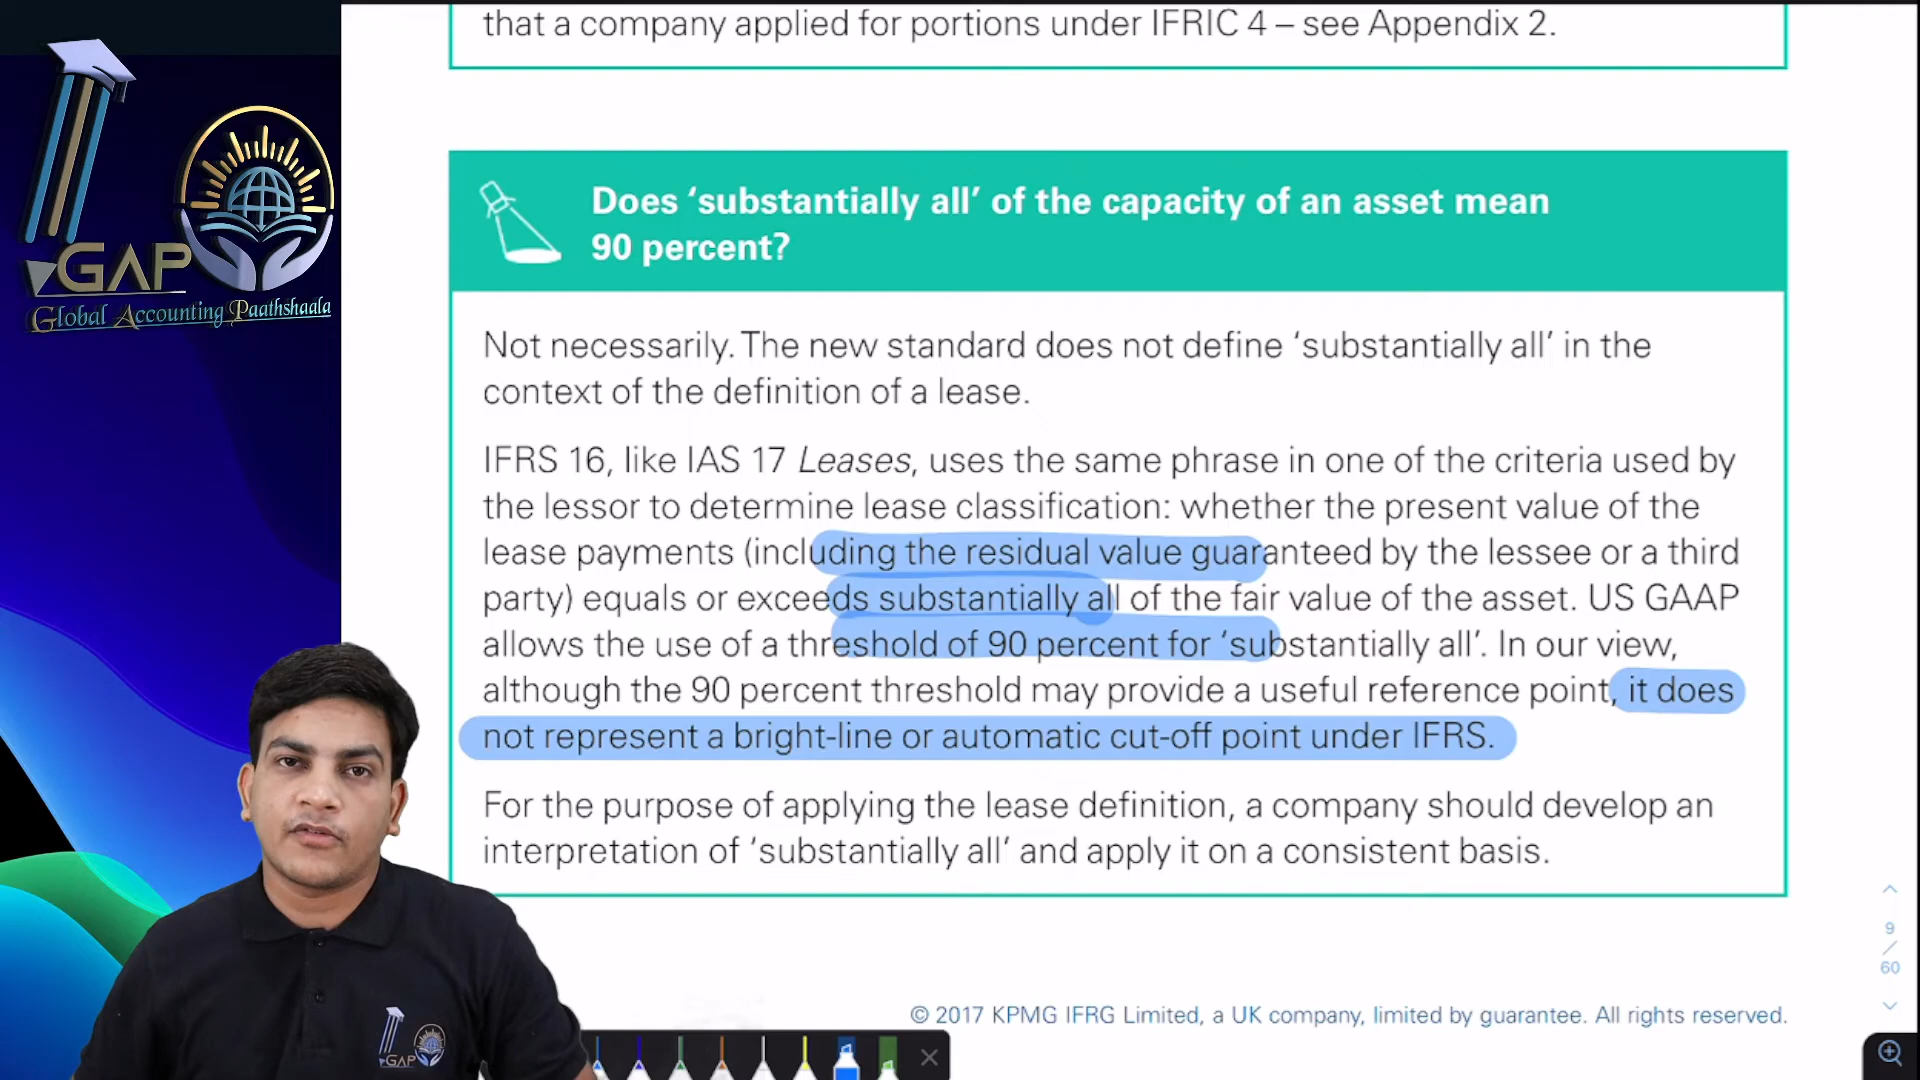 that a company applied for portions under IFRIC 4 – see Appendix 2.
GAP
Global Accounting Paathshaala
Does ‘substantially all’ of the capacity of an asset mean
90 percent?
Not necessarily. The new standard does not define ‘substantially all’ in the
context of the definition of a lease.
IFRS 16, like IAS 17 Leases, uses the same phrase in one of the criteria used by
the lessor to determine lease classification: whether the present value of the
lease payments (including the residual value guaranteed by the lessee or a third
party) equals or exceeds substantially all of the fair value of the asset. US GAAP
allows the use of a threshold of 90 percent for ‘substantially all’. In our view,
although the 90 percent threshold may provide a useful reference point, it does
not represent a bright-line or automatic cut-off point under IFRS.
For the purpose of applying the lease definition, a company should develop an
interpretation of ‘substantially all’ and apply it on a consistent basis.
9
/
60
© 2017 KPMG IFRG Limited, a UK company, limited by guarantee. All rights reserved.
GAP